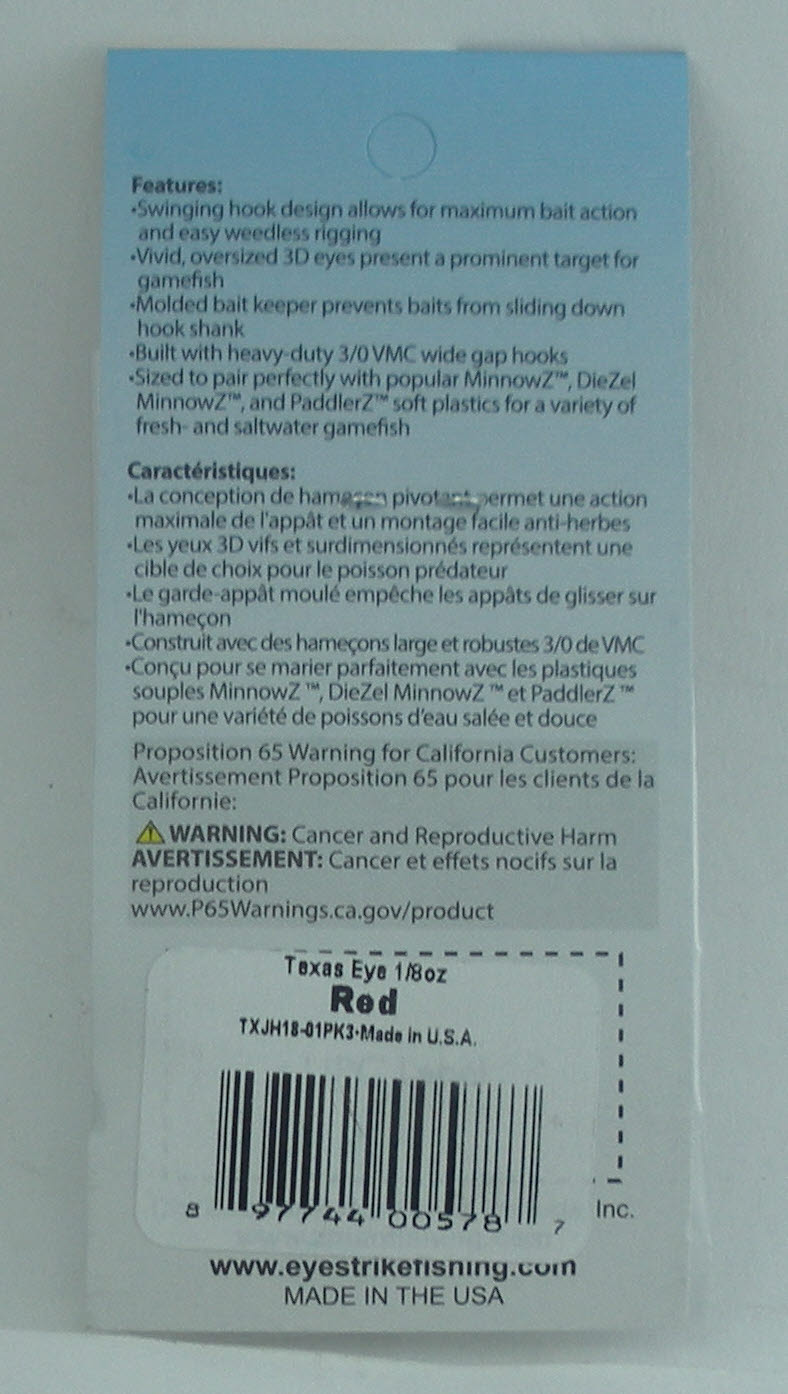 Features:
•Swinging hook design allows for maximum bait action
and easy weedless rigging
•Vivid, oversized 3D eyes present a prominent target for
gamefish
•Molded bait keeper prevents baits from sliding down
hook shank
•Built with heavy-duty 3/0 VMC wide gap hooks
•Sized to pair perfectly with popular MinnowZ™, DieZel
MinnowZ™, and PaddlerZ™ soft plastics for a variety of
fresh- and saltwater gamefish
Caractéristiques:
•La conception de hameçon pivotant permet une action
maximale de l'appât et un montage facile anti-herbes
•Les yeux 3D vifs et surdimensionnés représentent une
cible de choix pour le poisson prédateur
•Le garde-appât moulé empêche les appâts de glisser sur
l'hameçon
•Construit avec des hameçons large et robustes 3/0 de VMC
•Conçu pour se marier parfaitement avec les plastiques
souples MinnowZ ™, DieZel MinnowZ ™ et PaddlerZ ™
pour une variété de poissons d'eau salée et douce
Proposition 65 Warning for California Customers:
Avertissement Proposition 65 pour les clients de la
Californie:
WARNING: Cancer and Reproductive Harm
AVERTISSEMENT: Cancer et effets nocifs sur la
reproduction
www.P65Warnings.ca.gov/product
Texas Eye 1/8oz
Red
TXJH18-01PK3•Made in U.S.A.
8 97744 00578 7
Inc.
www.eyestrikefishing.com
MADE IN THE USA